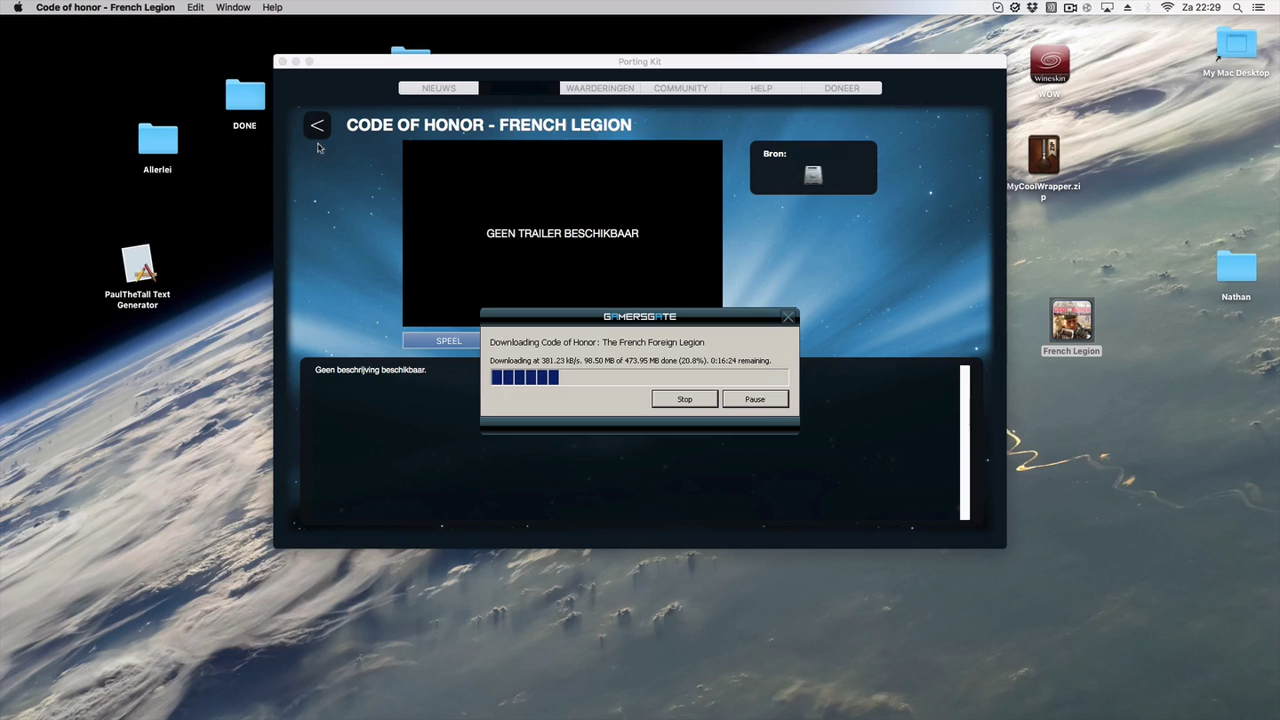 Code of honor - French Legion Edit Window Help
Za 22:29
Porting Kit
NIEUWS
WAARDERINGEN
COMMUNITY
HELP
DONEER
< CODE OF HONOR - FRENCH LEGION
Bron:
GEEN TRAILER BESCHIKBAAR
SPEEL
Geen beschrijving beschikbaar.
GAMERSGATE
Downloading Code of Honor: The French Foreign Legion
Downloading at 381.23 kB/s. 98.50 MB of 473.95 MB done (20.8%). 0:16:24 remaining.
Stop
Pause
DONE
Allerlei
PaulTheTall Text
Generator
Wineskin
WOW
My Mac Desktop
MyCoolWrapper.zi
p
Nathan
French Legion